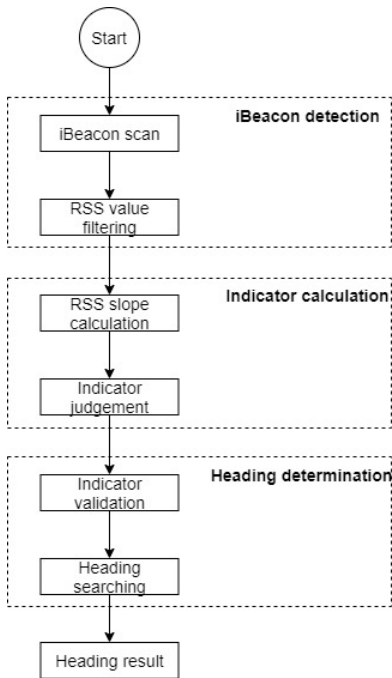 Start
iBeacon detection
iBeacon scan
RSS value
filtering
Indicator calculation
RSS slope
calculation
Indicator
judgement
Heading determination
Indicator
validation
Heading
searching
Heading result